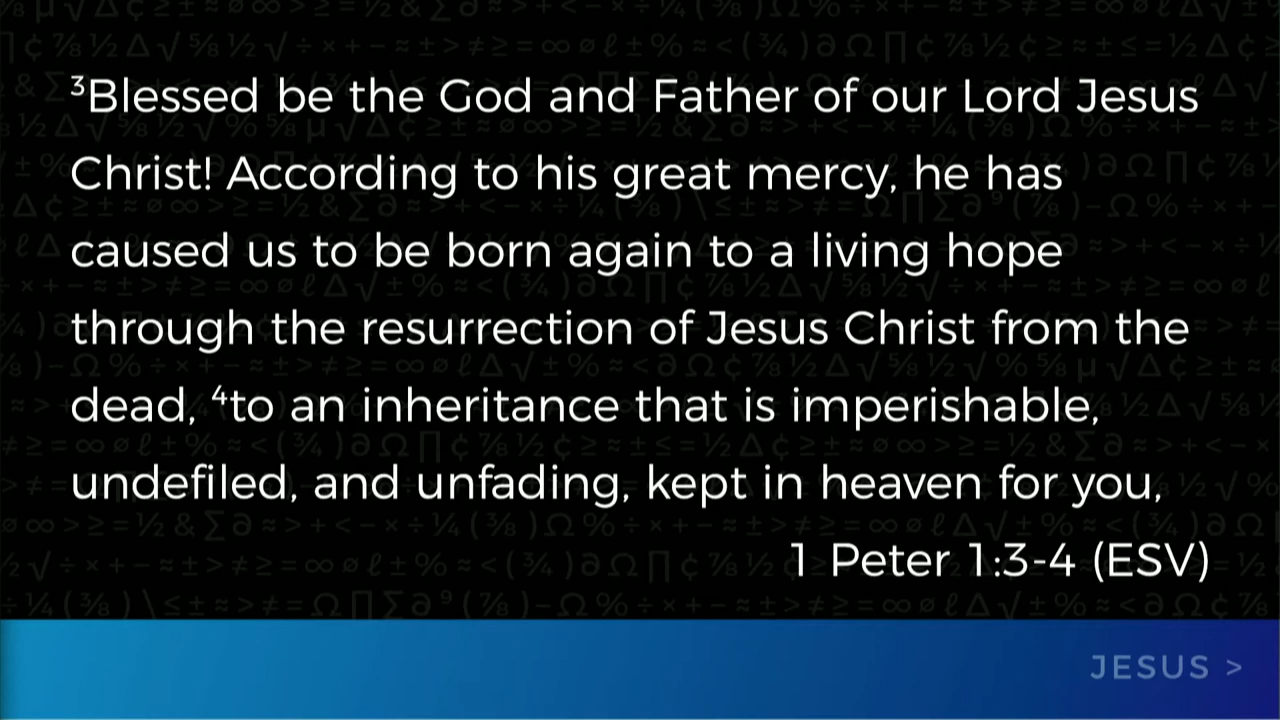 ³Blessed be the God and Father of our Lord Jesus
Christ! According to his great mercy, he has
caused us to be born again to a living hope
through the resurrection of Jesus Christ from the
dead, ⁴to an inheritance that is imperishable,
undefiled, and unfading, kept in heaven for you,
1 Peter 1:3-4 (ESV)
JESUS >